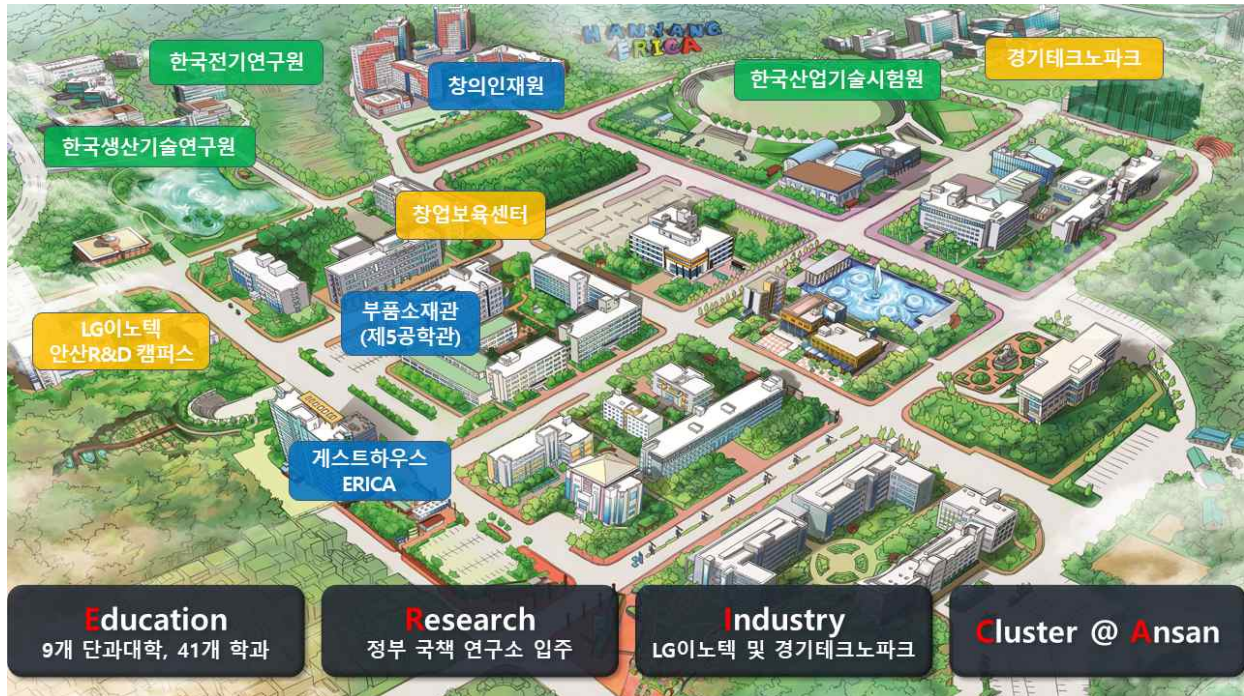 HANYANG
ERICA
한국전기연구원
창의인재원
한국산업기술시험원
경기테크노파크
한국생산기술연구원
창업보육센터
LG이노텍
안산R&D 캠퍼스
부품소재관
(제5공학관)
게스트하우스
ERICA
Education
9개 단과대학, 41개 학과
Research
정부 국책 연구소 입주
Industry
LG이노텍 및 경기테크노파크
Cluster @ Ansan